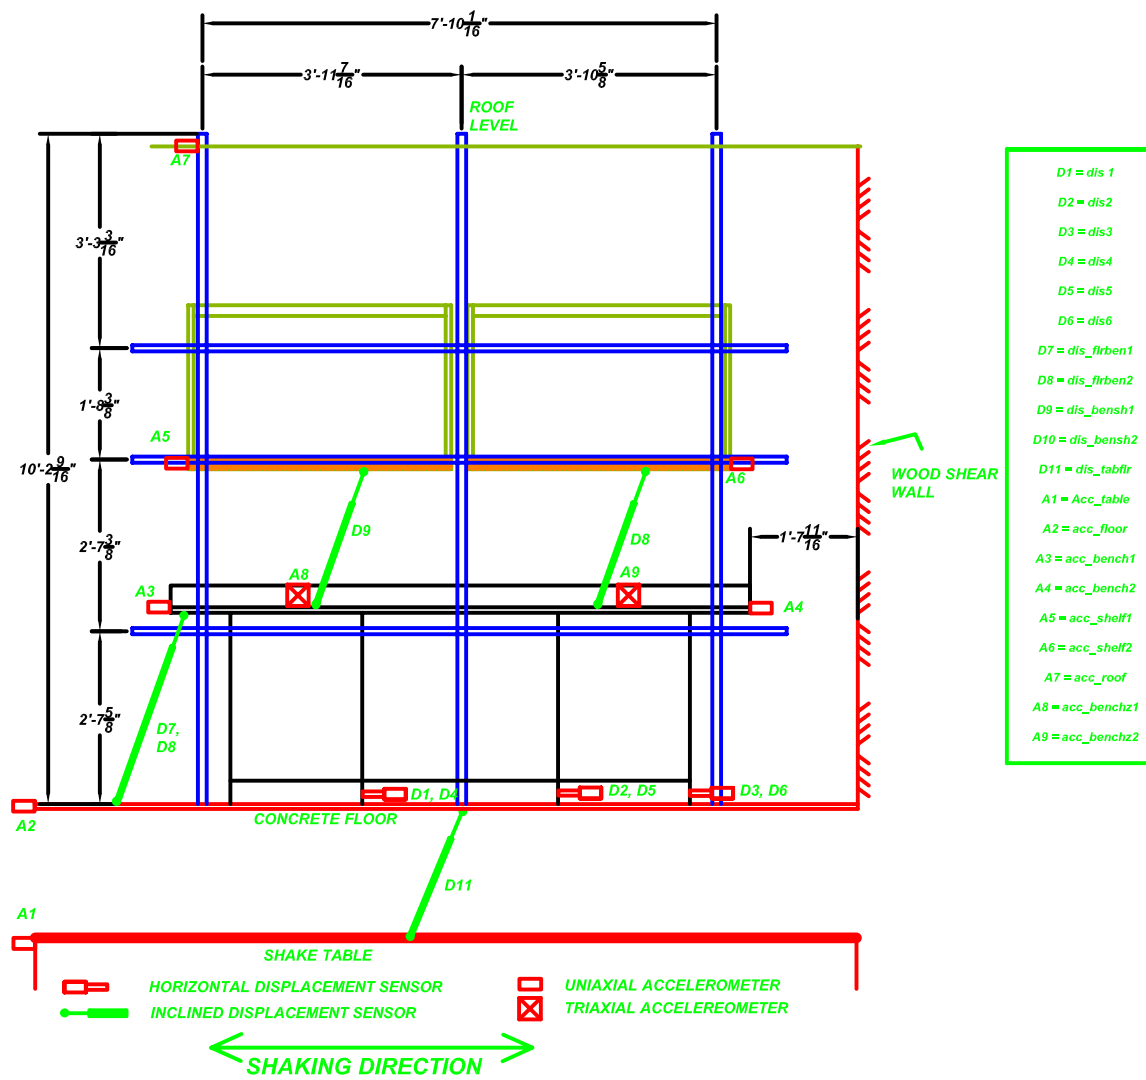 7'-10 1/16"
3'-11 7/16"
3'-10 5/8"
ROOF
LEVEL
A7
3'-3 3/16"
1'-8 3/8"
A5
10'-2 9/16"
A6
WOOD SHEAR
WALL
D9
D8
2'-7 3/8"
1'-7 11/16"
A8
A9
A3
A4
2'-7 5/8"
D7,
D8
D1, D4
D2, D5
D3, D6
A2
CONCRETE FLOOR
D11
A1
SHAKE TABLE
HORIZONTAL DISPLACEMENT SENSOR
UNIAXIAL ACCELEROMETER
INCLINED DISPLACEMENT SENSOR
TRIAXIAL ACCELEREOMETER
SHAKING DIRECTION
D1 = dis 1
D2 = dis2
D3 = dis3
D4 = dis4
D5 = dis5
D6 = dis6
D7 = dis_flrben1
D8 = dis_flrben2
D9 = dis_bensh1
D10 = dis_bensh2
D11 = dis_tabflr
A1 = Acc_table
A2 = acc_floor
A3 = acc_bench1
A4 = acc_bench2
A5 = acc_shelf1
A6 = acc_shelf2
A7 = acc_roof
A8 = acc_benchz1
A9 = acc_benchz2